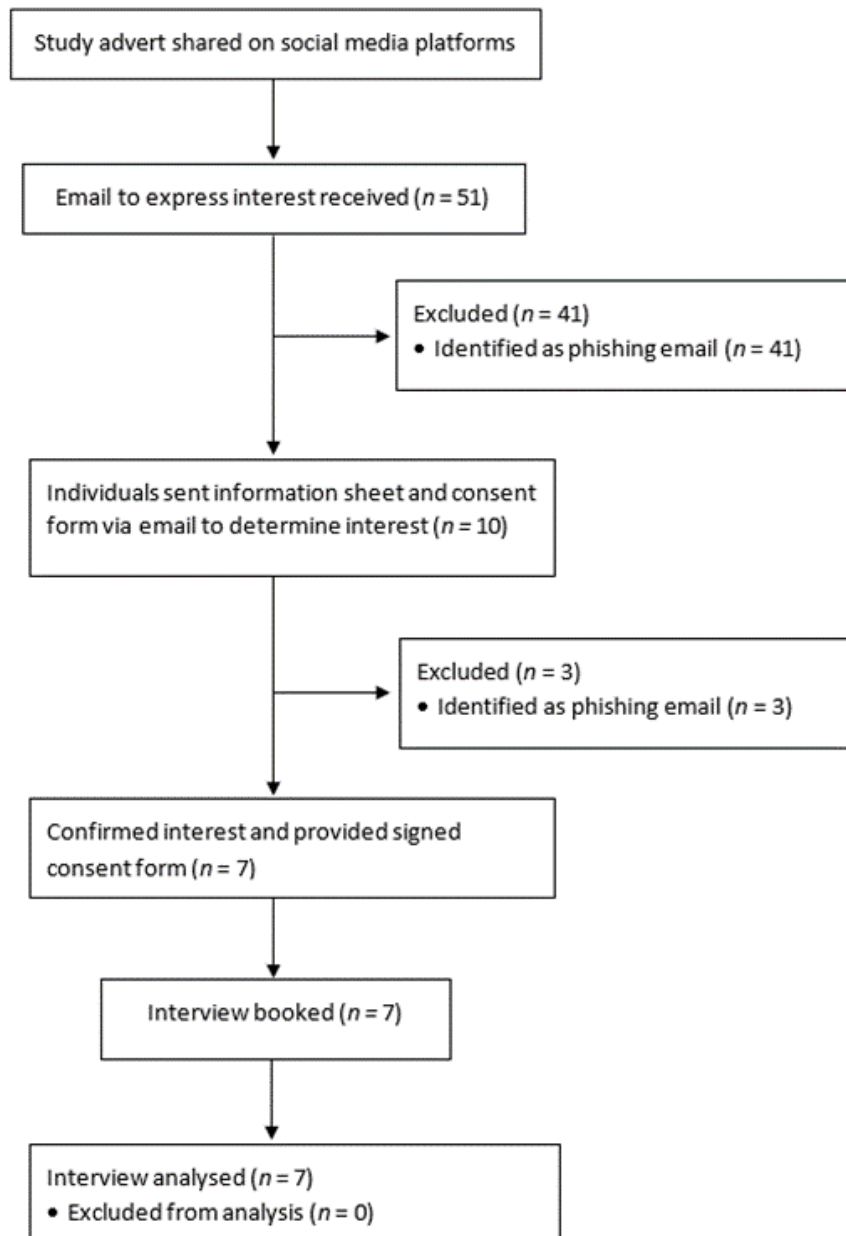 Study advert shared on social media platforms
Email to express interest received (n = 51)
Excluded (n = 41)
• Identified as phishing email (n = 41)
Individuals sent information sheet and consent
form via email to determine interest (n = 10)
Excluded (n = 3)
• Identified as phishing email (n = 3)
Confirmed interest and provided signed
consent form (n = 7)
Interview booked (n = 7)
Interview analysed (n = 7)
• Excluded from analysis (n = 0)